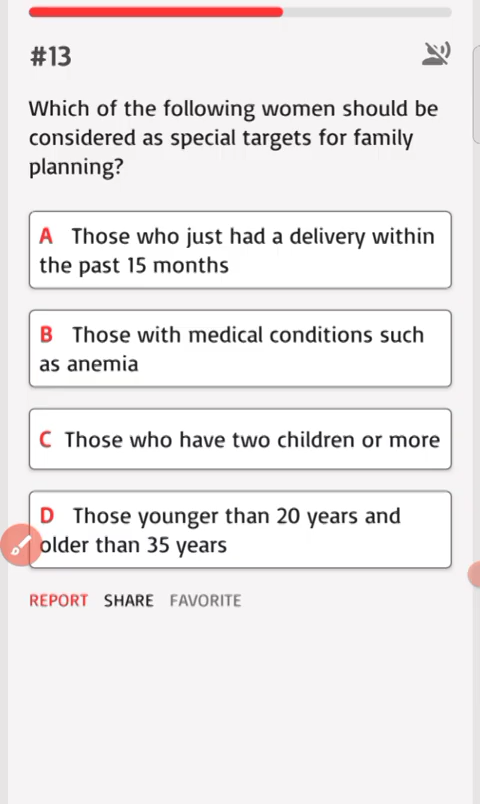 #13
Which of the following women should be
considered as special targets for family
planning?
A Those who just had a delivery within
the past 15 months
B Those with medical conditions such
as anemia
C Those who have two children or more
D Those younger than 20 years and
older than 35 years
REPORT SHARE FAVORITE